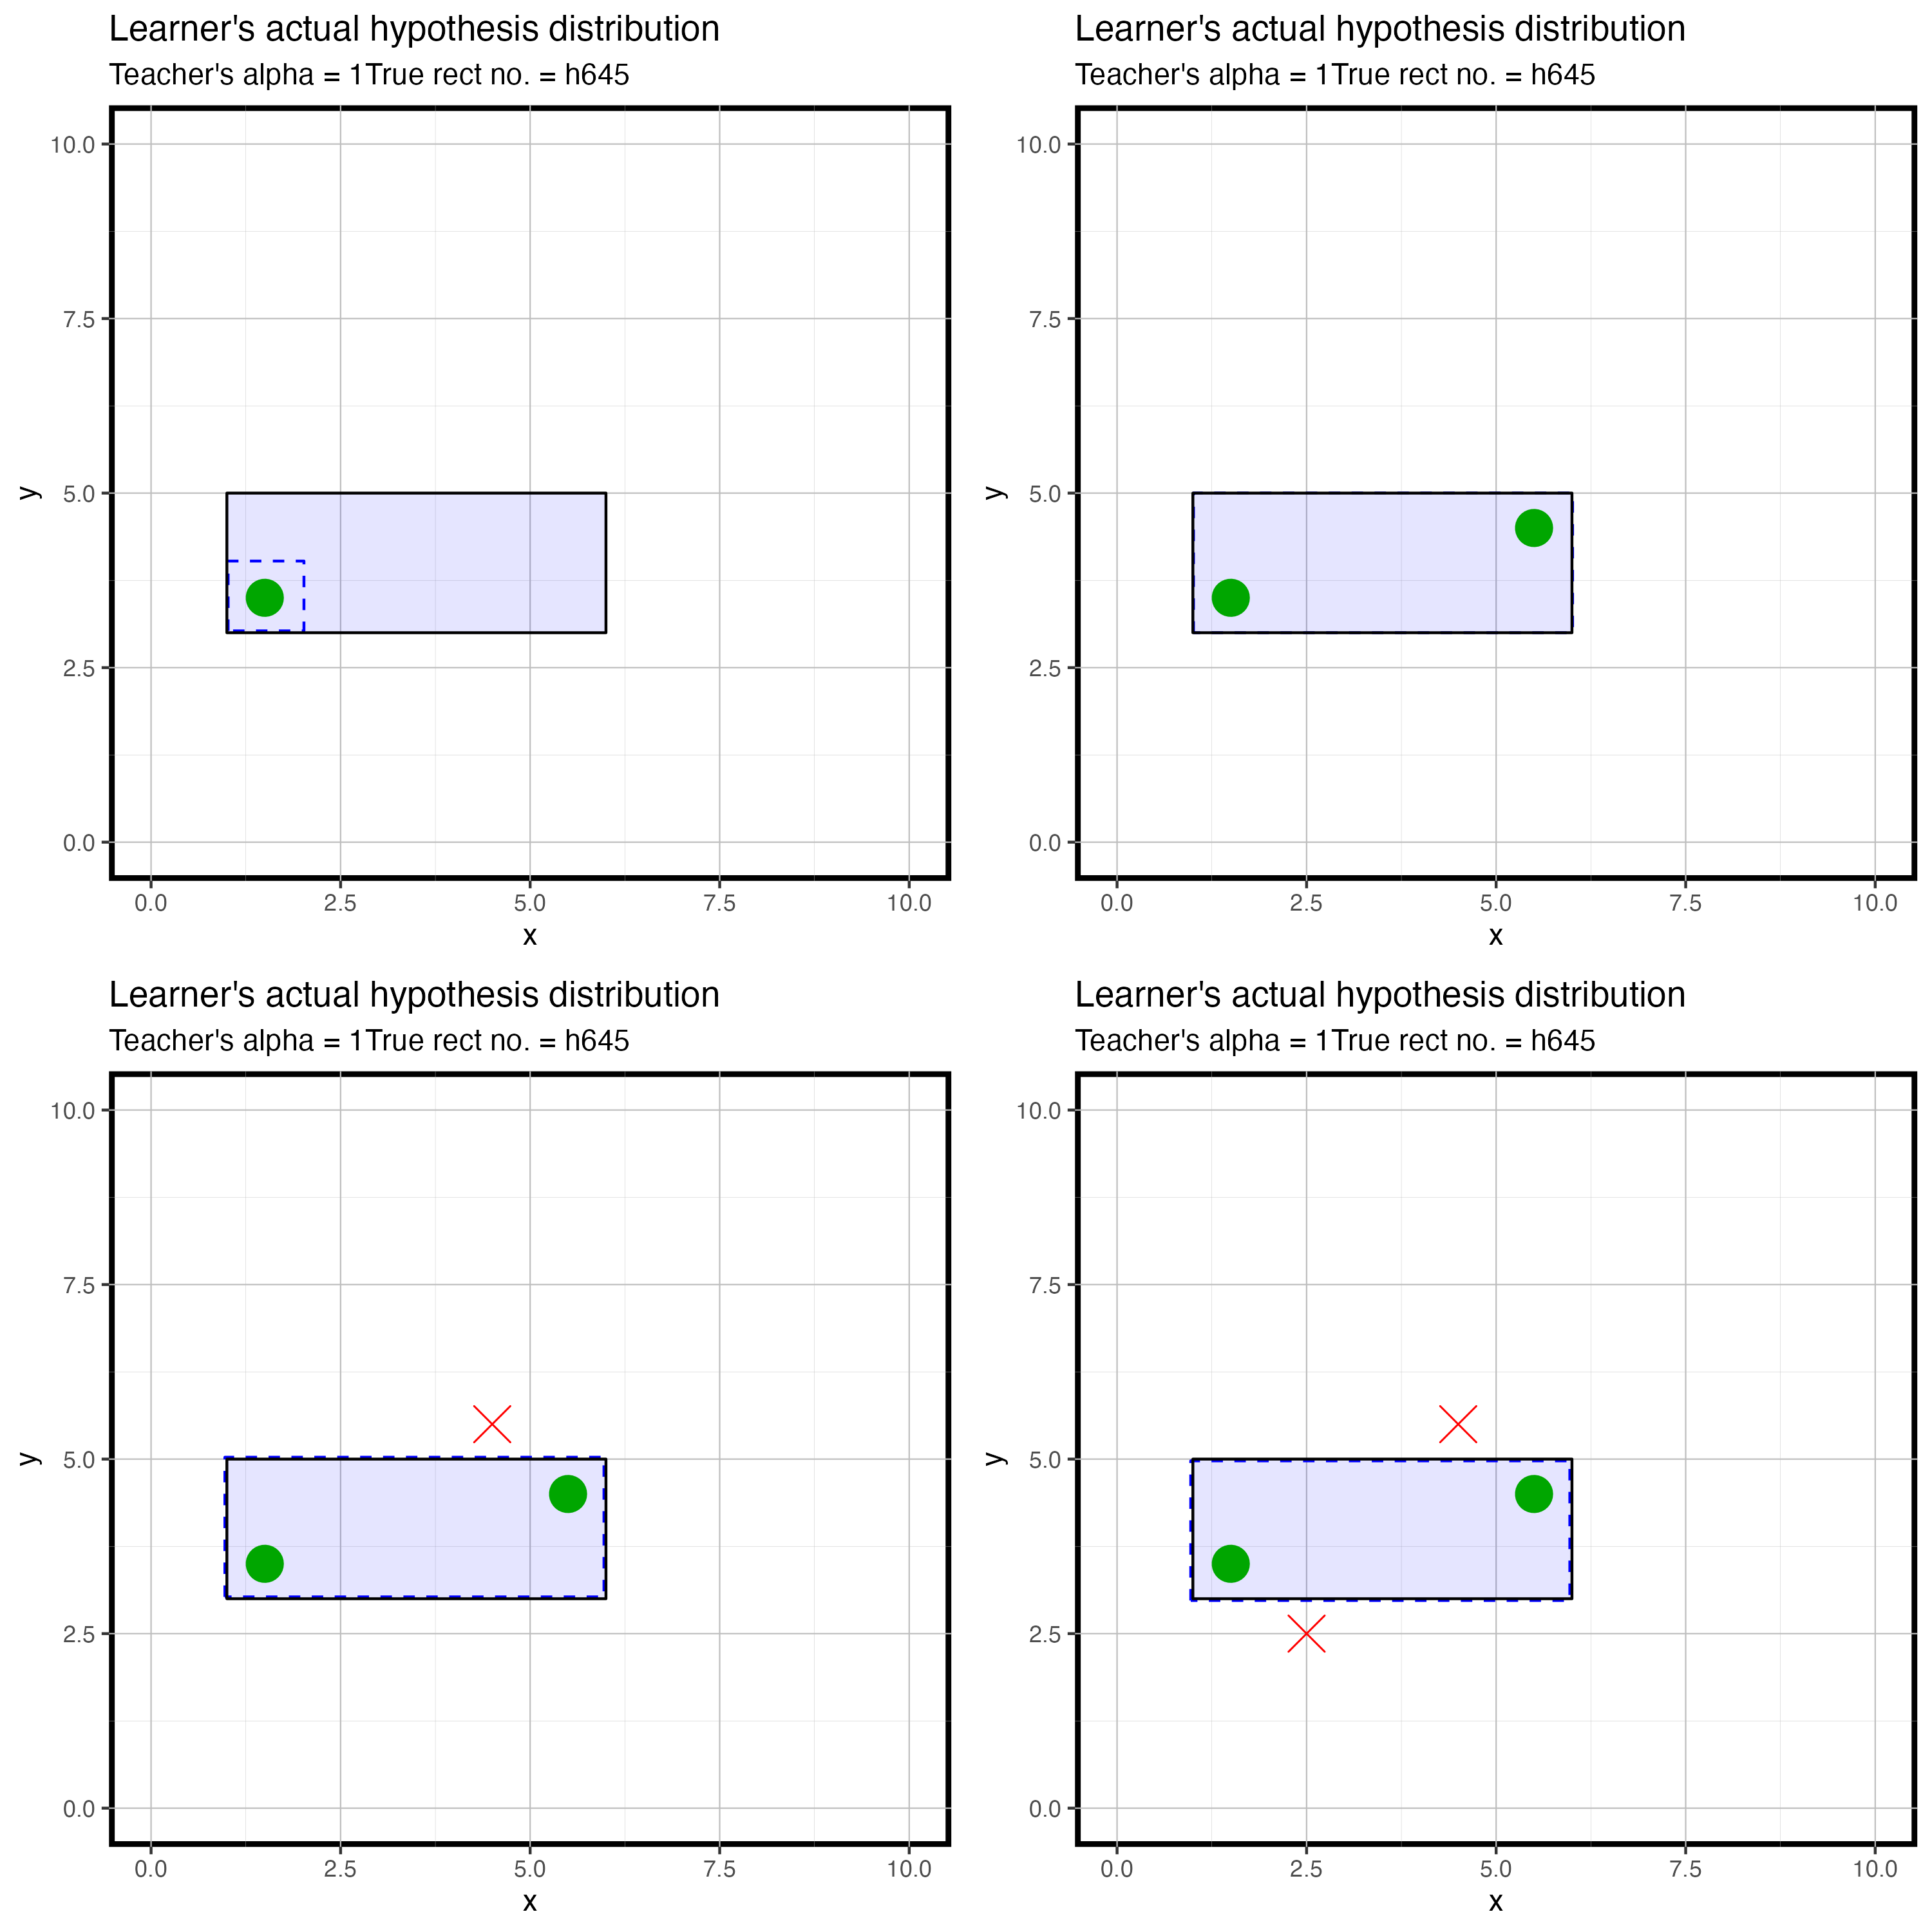 Learner's actual hypothesis distribution
Teacher's alpha = 1True rect no. = h645
10.0
7.5
5.0
2.5
0.0
y
0.0 2.5 5.0 7.5 10.0
x
Learner's actual hypothesis distribution
Teacher's alpha = 1True rect no. = h645
10.0
7.5
5.0
2.5
0.0
y
0.0 2.5 5.0 7.5 10.0
x
Learner's actual hypothesis distribution
Teacher's alpha = 1True rect no. = h645
10.0
7.5
5.0
2.5
0.0
y
0.0 2.5 5.0 7.5 10.0
x
Learner's actual hypothesis distribution
Teacher's alpha = 1True rect no. = h645
10.0
7.5
5.0
2.5
0.0
y
0.0 2.5 5.0 7.5 10.0
x